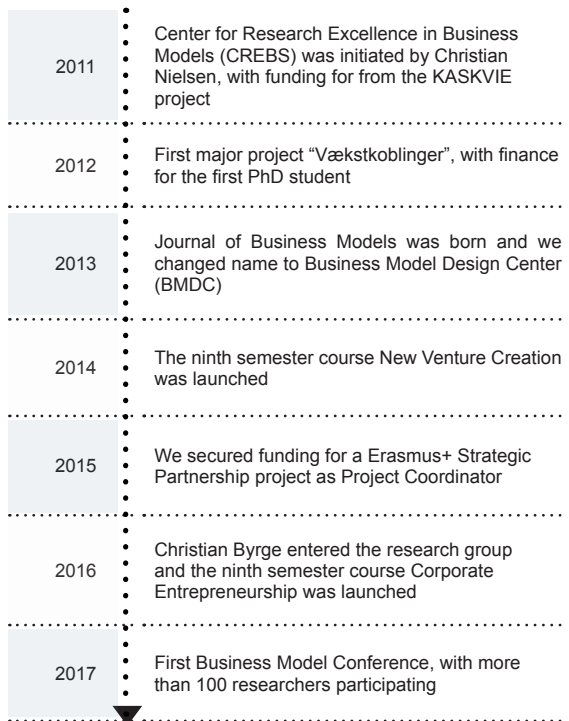 2011
Center for Research Excellence in Business
Models (CREBS) was initiated by Christian
Nielsen, with funding for from the KASKVIE
project
2012
First major project “Vækstkoblinger”, with finance
for the first PhD student
2013
Journal of Business Models was born and we
changed name to Business Model Design Center
(BMDC)
2014
The ninth semester course New Venture Creation
was launched
2015
We secured funding for a Erasmus+ Strategic
Partnership project as Project Coordinator
2016
Christian Byrge entered the research group
and the ninth semester course Corporate
Entrepreneurship was launched
2017
First Business Model Conference, with more
than 100 researchers participating